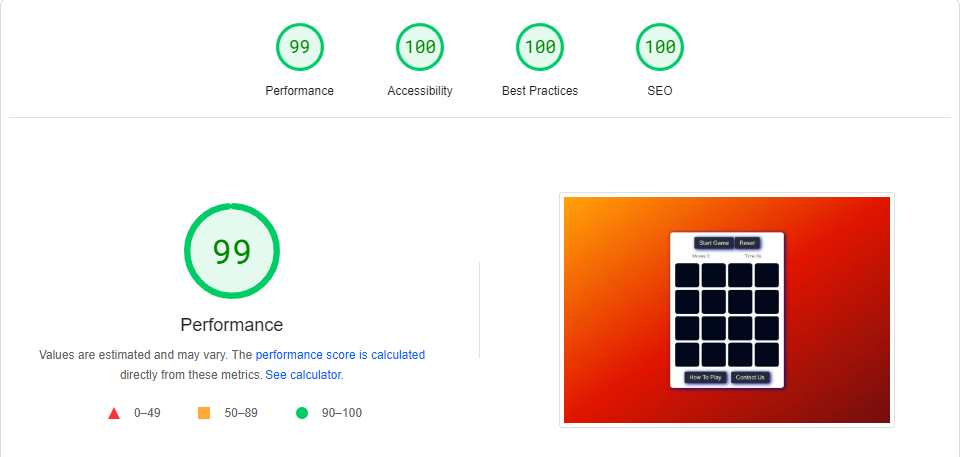 99
100
100
100
Performance
Accessibility
Best Practices
SEO
99
Performance
Values are estimated and may vary. The performance score is calculated
directly from these metrics. See calculator.
0–49
50–89
90–100
Start Game
Reset
Moves 0
Time 0s
How To Play
Contact Us